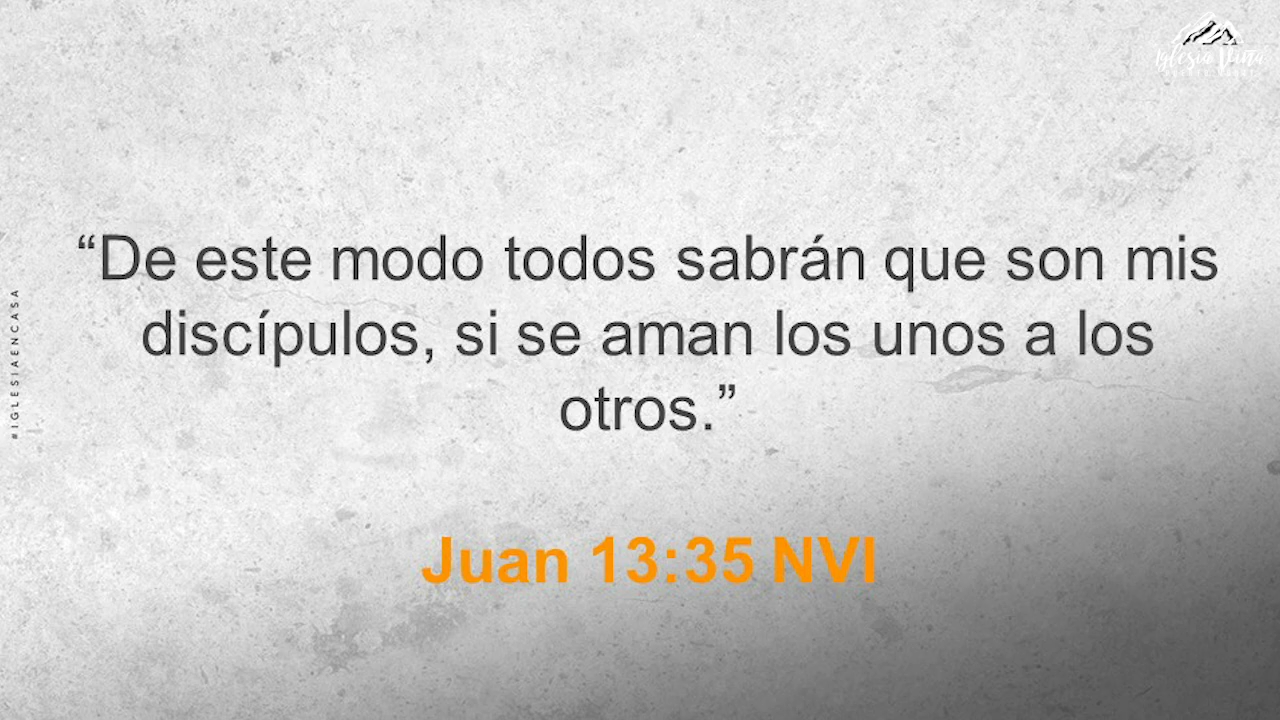 “De este modo todos sabrán que son mis
discípulos, si se aman los unos a los
otros.”
Juan 13:35 NVI
#IGLESIAENCASA
Iglesia